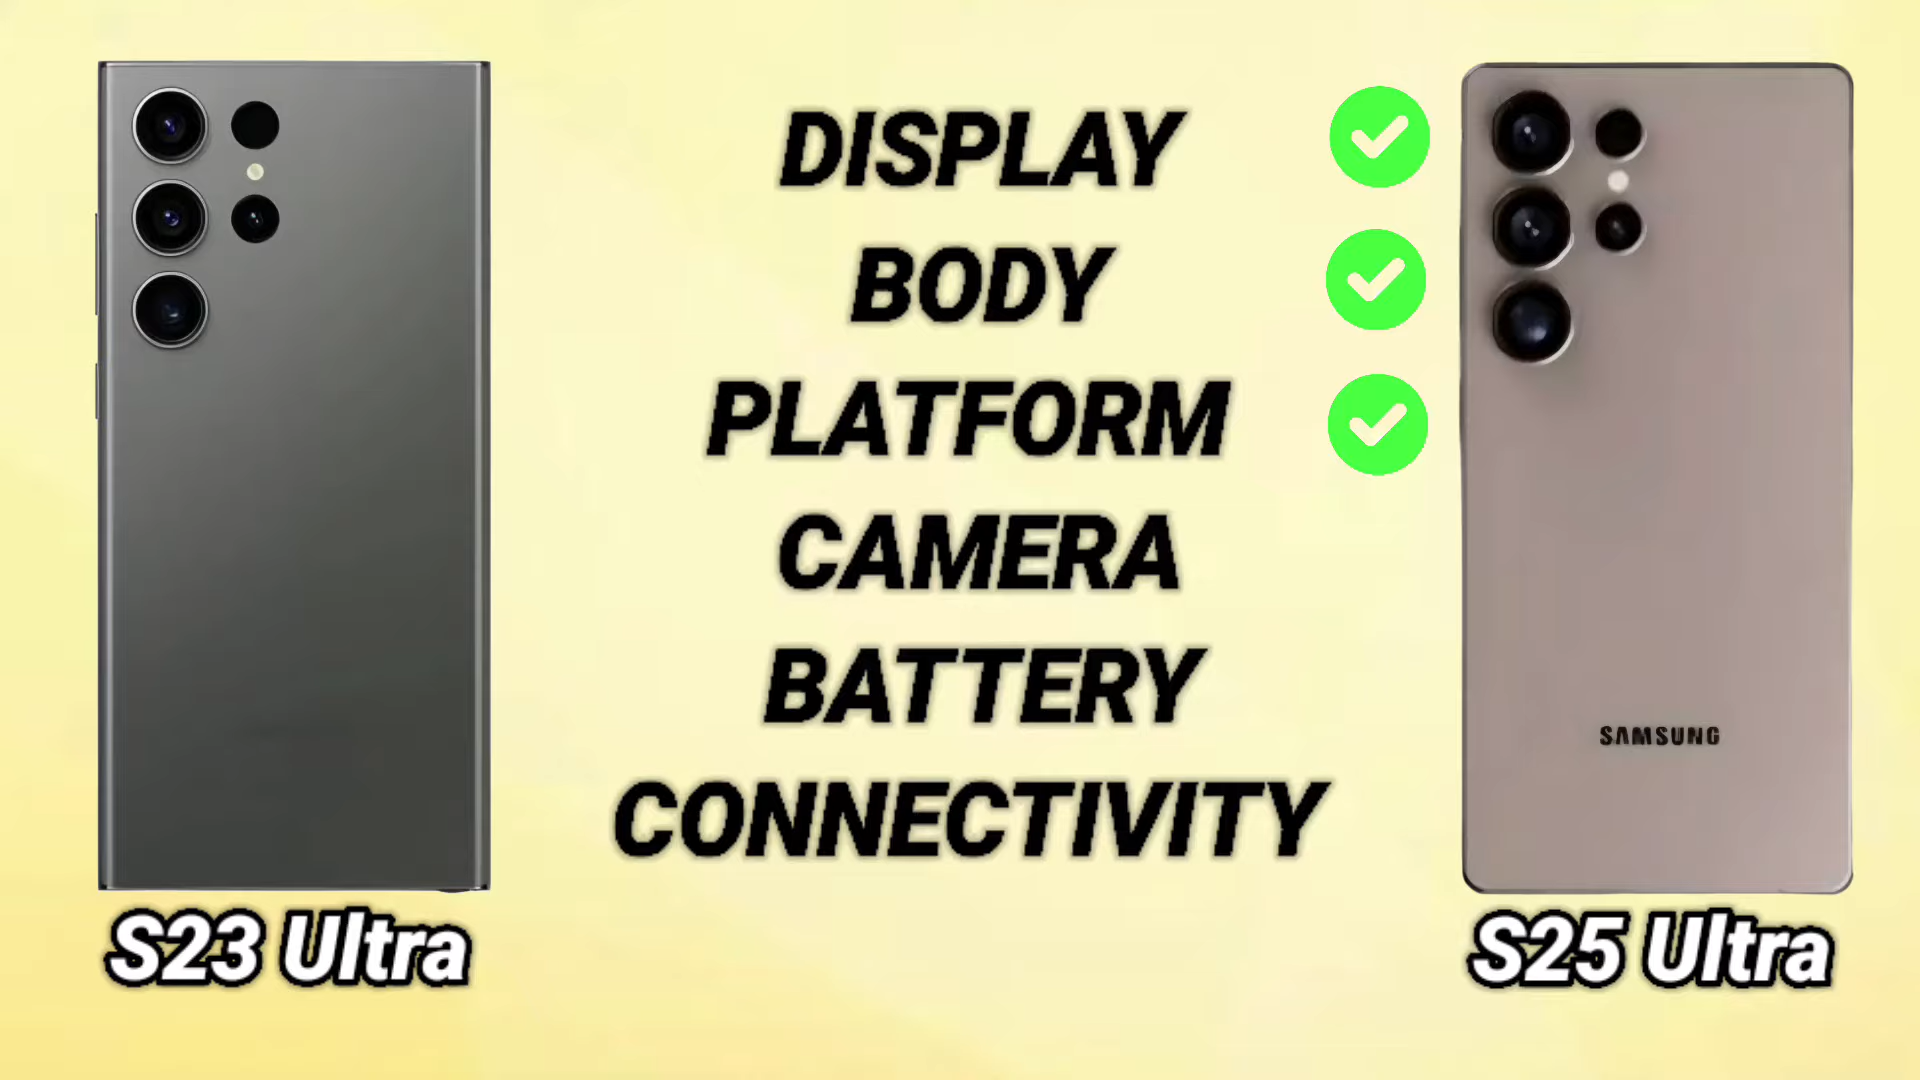 DISPLAY
BODY
PLATFORM
CAMERA
BATTERY
CONNECTIVITY
SAMSUNG
S23 Ultra
S25 Ultra